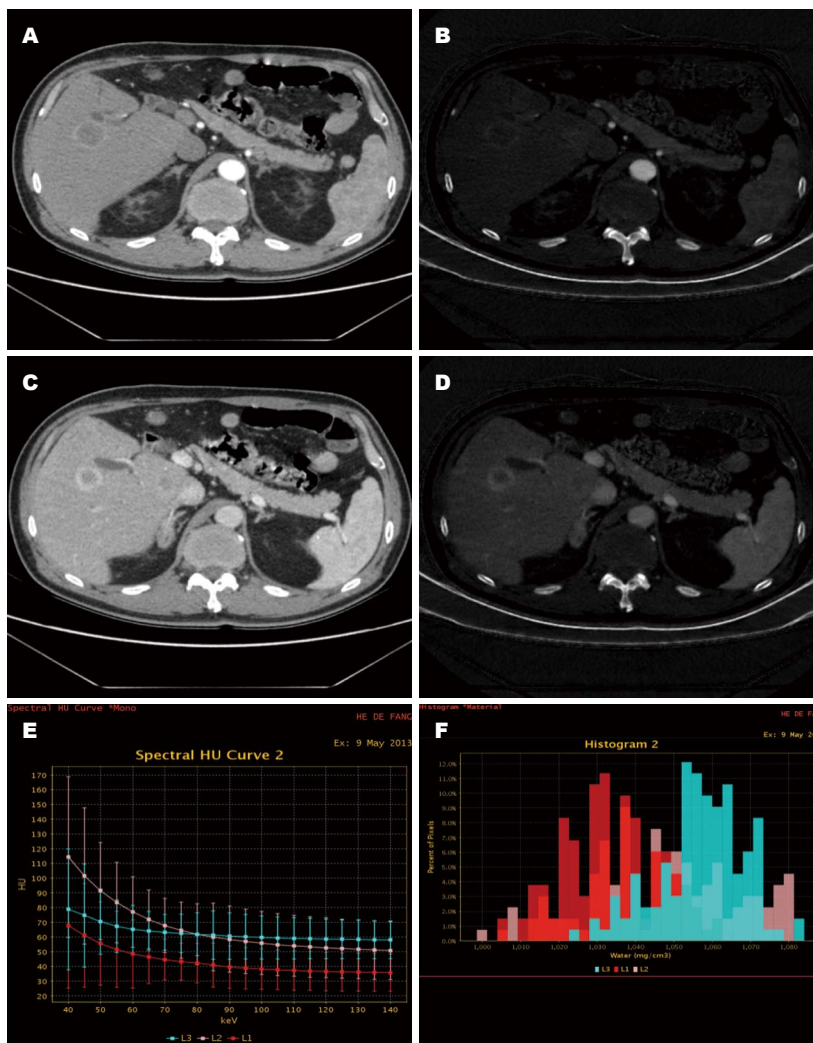 A
B
C
D
Spectral HU Curve *Mono
HE DE FANG
E
Ex: 9 May 2013
Spectral HU Curve 2
170
160
150
140
130
120
110
100
90
80
70
60
50
40
30
20
HU
40 50 60 70 80 90 100 110 120 130 140
keV
L3 L2 L1
Histogram *Material
HE DE FA
F
Ex: 9 May 20
Histogram 2
12.0%
11.0%
10.0%
9.0%
8.0%
7.0%
6.0%
5.0%
4.0%
3.0%
2.0%
1.0%
0.0%
Percent of Pixels
1,000 1,010 1,020 1,030 1,040 1,050 1,060 1,070 1,080
Water (mg/cm3)
L3 L1 L2